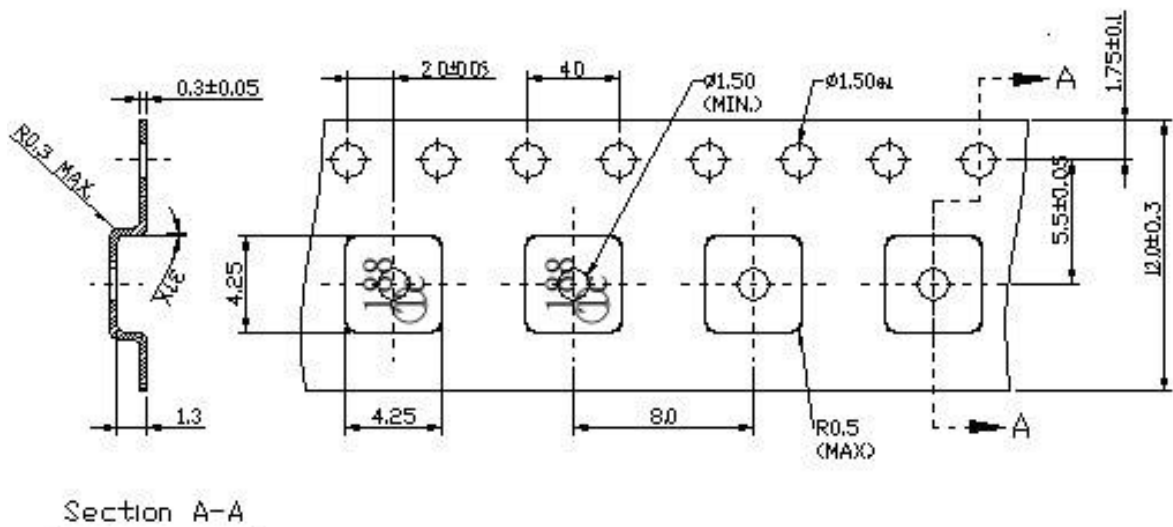 2.0±0.05
4.0
Ø1.50
(MIN.)
A
1.75±0.1
0.3±0.05
R0.3 MAX.
5.5±0.05
12.0±0.3
4.25
168
168
1.3
4.25
8.0
R0.5
(MAX)
A
Section A-A